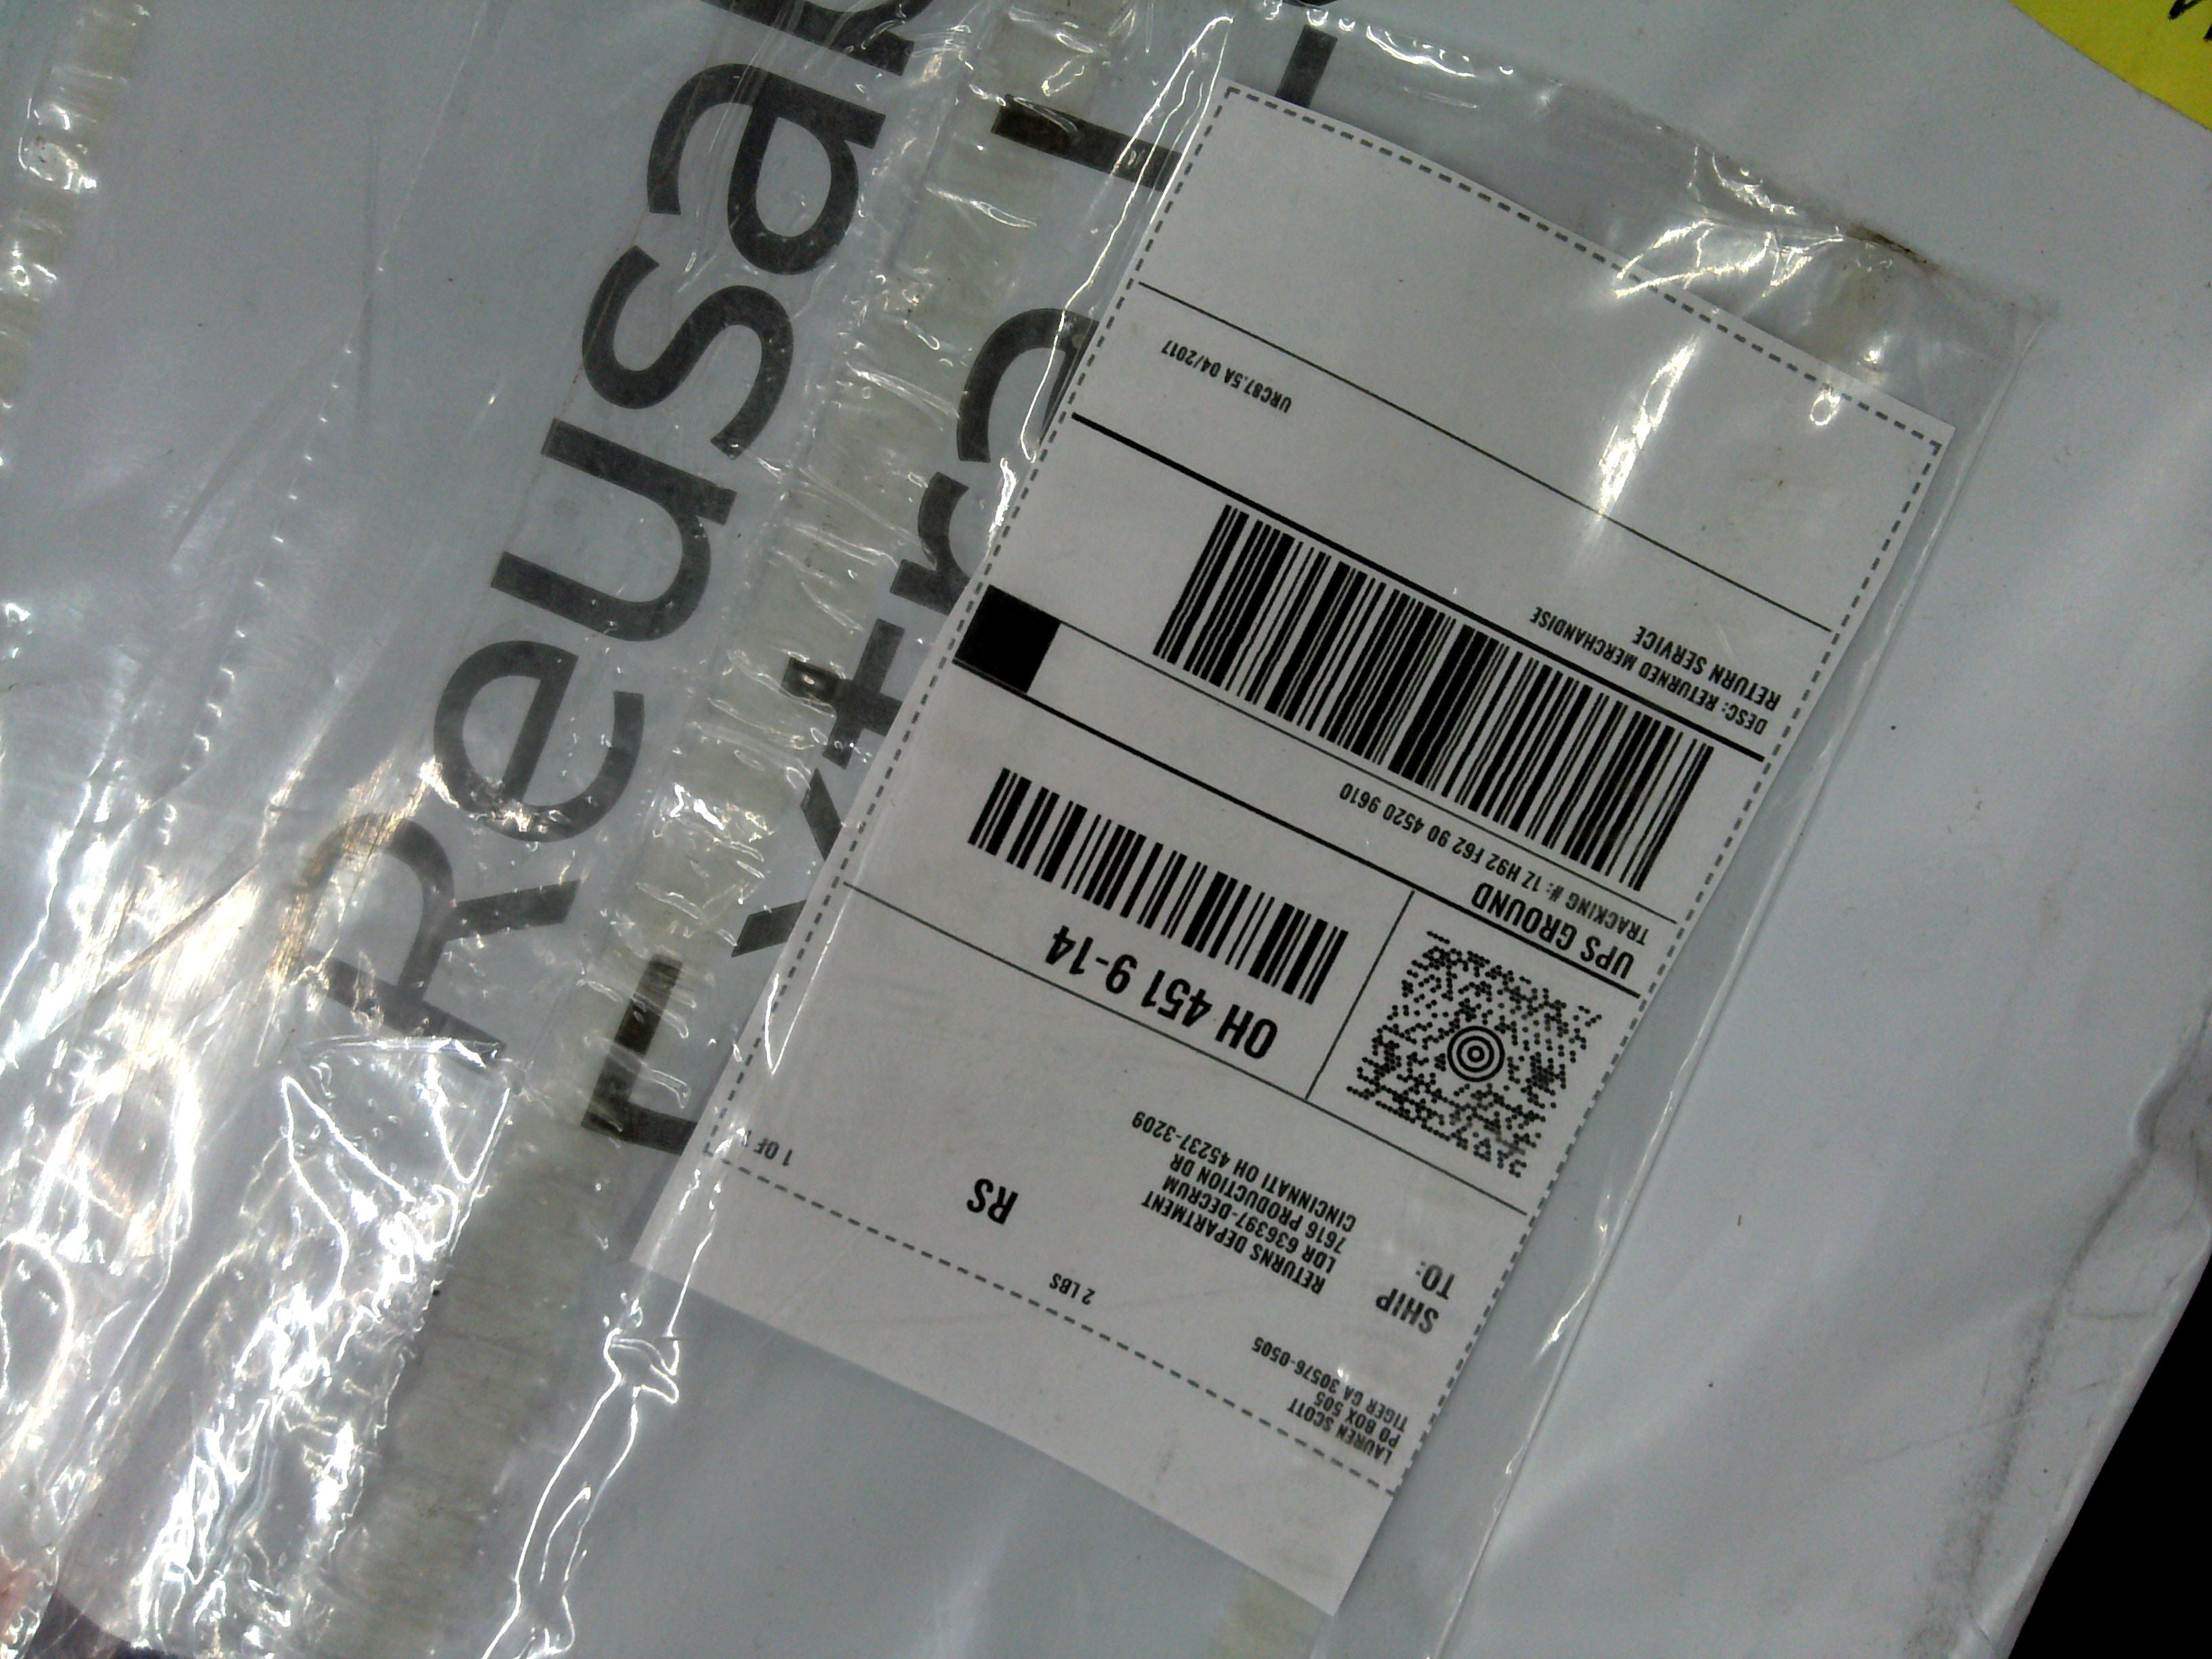 LAUREN SCOTT
PO BOX 505
TIGER GA 30576-0505
2 LBS
1 OF
RS
SHIP
TO:
RETURNS DEPARTMENT
LDR 636397-DECRUM
7616 PRODUCTION DR
CINCINNATI OH 45237-3209
OH 451 9-14
UPS GROUND
TRACKING #: 1Z H92 F62 90 4520 9610
DESC: RETURNED MERCHANDISE
RETURN SERVICE
URC87.5A 04/2017